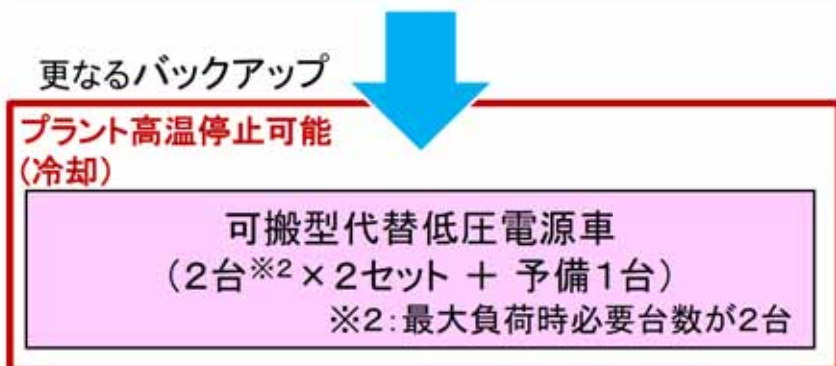 更なるバックアップ
プラント高温停止可能
(冷却)
可搬型代替低圧電源車
(2台※2×2セット + 予備1台)
※2:最大負荷時必要台数が2台